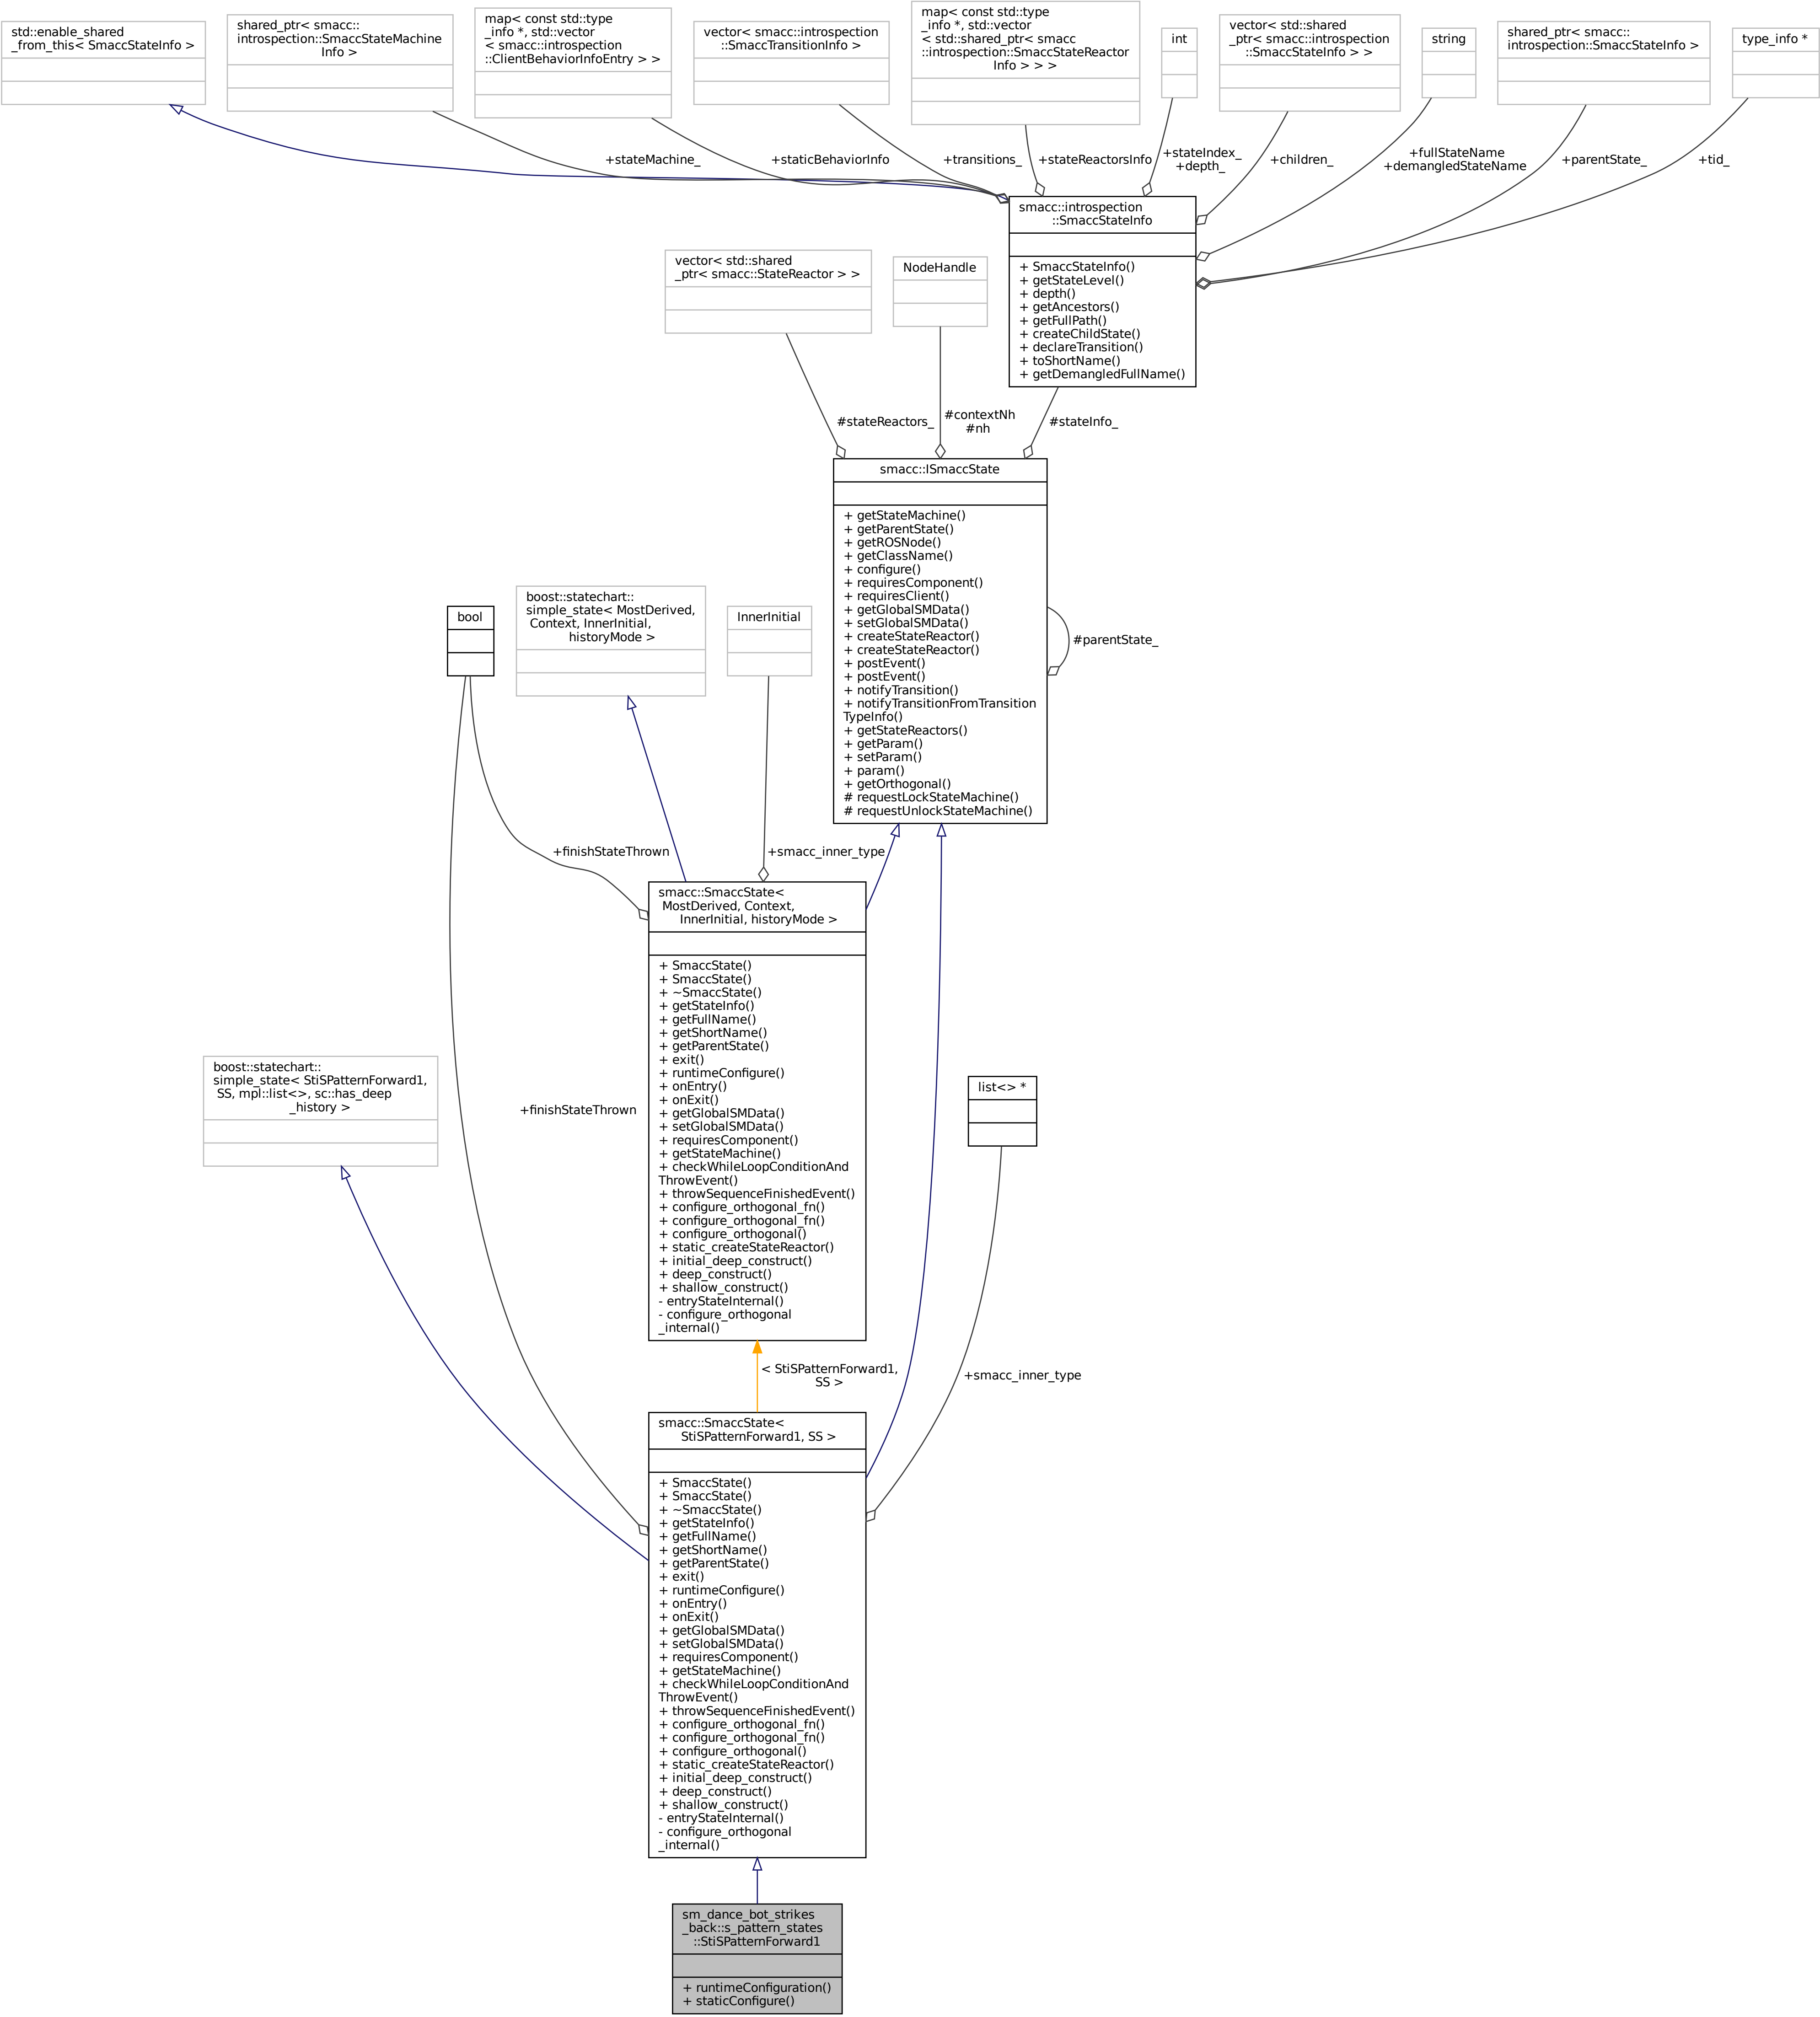 std::enable_shared
_from_this< SmaccStateInfo >
shared_ptr< smacc::
introspection::SmaccStateMachine
Info >
map< const std::type
_info *, std::vector
< smacc::introspection
::ClientBehaviorInfoEntry > >
vector< smacc::introspection
::SmaccTransitionInfo >
map< const std::type
_info *, std::vector
< std::shared_ptr< smacc
::introspection::SmaccStateReactor
Info > > >
int
vector< std::shared
_ptr< smacc::introspection
::SmaccStateInfo > >
string
shared_ptr< smacc::
introspection::SmaccStateInfo >
type_info *
+stateMachine_
+staticBehaviorInfo
+transitions_
+stateReactorsInfo
+stateIndex_
+depth_
+children_
+fullStateName
+demangledStateName
+parentState_
+tid_
smacc::introspection
::SmaccStateInfo
+ SmaccStateInfo()
+ getStateLevel()
+ depth()
+ getAncestors()
+ getFullPath()
+ createChildState()
+ declareTransition()
+ toShortName()
+ getDemangledFullName()
vector< std::shared
_ptr< smacc::StateReactor > >
NodeHandle
#stateReactors_
#contextNh
#nh
#stateInfo_
smacc::ISmaccState
+ getStateMachine()
+ getParentState()
+ getROSNode()
+ getClassName()
+ configure()
+ requiresComponent()
+ requiresClient()
+ getGlobalSMData()
+ setGlobalSMData()
+ createStateReactor()
+ createStateReactor()
+ postEvent()
+ postEvent()
+ notifyTransition()
+ notifyTransitionFromTransition
TypeInfo()
+ getStateReactors()
+ getParam()
+ setParam()
+ param()
+ getOrthogonal()
# requestLockStateMachine()
# requestUnlockStateMachine()
#parentState_
bool
boost::statechart::
simple_state< MostDerived,
Context, InnerInitial,
historyMode >
InnerInitial
+finishStateThrown
+smacc_inner_type
smacc::SmaccState<
MostDerived, Context,
InnerInitial, historyMode >
+ SmaccState()
+ SmaccState()
+ ~SmaccState()
+ getStateInfo()
+ getFullName()
+ getShortName()
+ getParentState()
+ exit()
+ runtimeConfigure()
+ onEntry()
+ onExit()
+ getGlobalSMData()
+ setGlobalSMData()
+ requiresComponent()
+ getStateMachine()
+ checkWhileLoopConditionAnd
ThrowEvent()
+ throwSequenceFinishedEvent()
+ configure_orthogonal_fn()
+ configure_orthogonal_fn()
+ configure_orthogonal()
+ static_createStateReactor()
+ initial_deep_construct()
+ deep_construct()
+ shallow_construct()
- entryStateInternal()
- configure_orthogonal
_internal()
boost::statechart::
simple_state< StiSPatternForward1,
SS, mpl::list<>, sc::has_deep
_history >
+finishStateThrown
list<> *
< StiSPatternForward1,
SS >
+smacc_inner_type
smacc::SmaccState<
StiSPatternForward1, SS >
+ SmaccState()
+ SmaccState()
+ ~SmaccState()
+ getStateInfo()
+ getFullName()
+ getShortName()
+ getParentState()
+ exit()
+ runtimeConfigure()
+ onEntry()
+ onExit()
+ getGlobalSMData()
+ setGlobalSMData()
+ requiresComponent()
+ getStateMachine()
+ checkWhileLoopConditionAnd
ThrowEvent()
+ throwSequenceFinishedEvent()
+ configure_orthogonal_fn()
+ configure_orthogonal_fn()
+ configure_orthogonal()
+ static_createStateReactor()
+ initial_deep_construct()
+ deep_construct()
+ shallow_construct()
- entryStateInternal()
- configure_orthogonal
_internal()
sm_dance_bot_strikes
_back::s_pattern_states
::StiSPatternForward1
+ runtimeConfiguration()
+ staticConfigure()